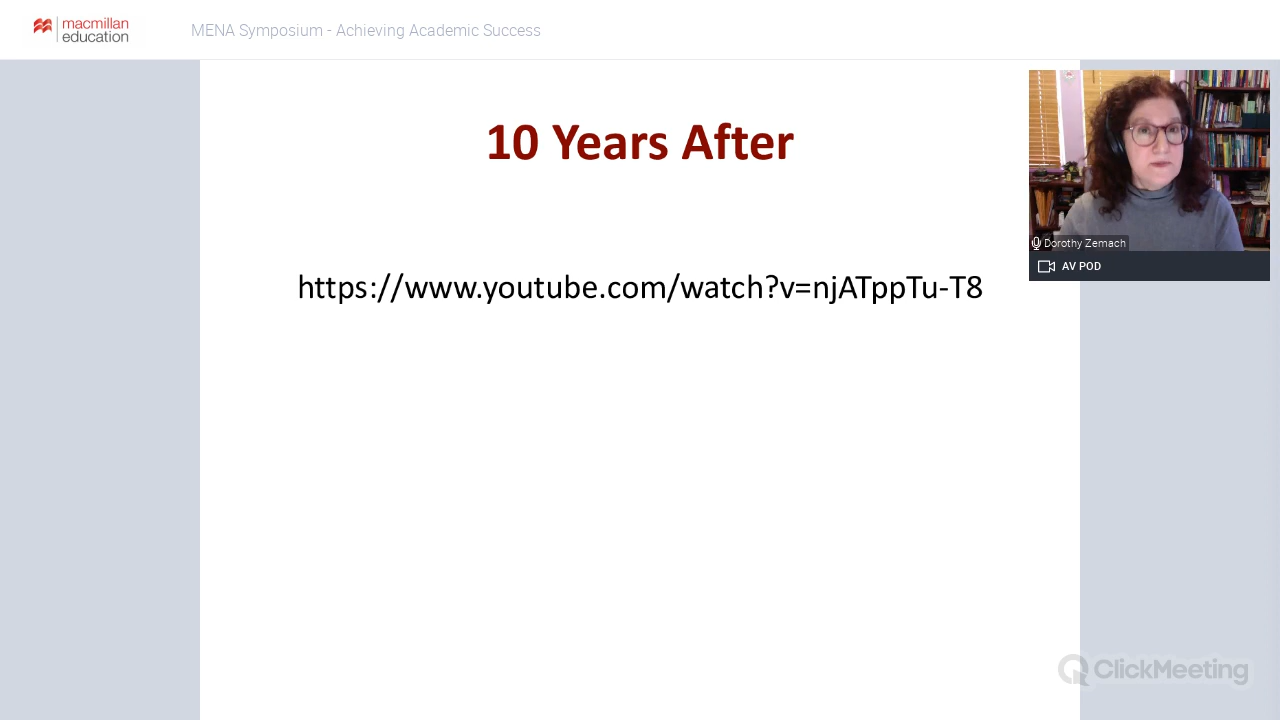 macmillan
education
MENA Symposium - Achieving Academic Success
10 Years After
https://www.youtube.com/watch?v=njATppTu-T8
Dorothy Zemach
AV POD
ClickMeeting